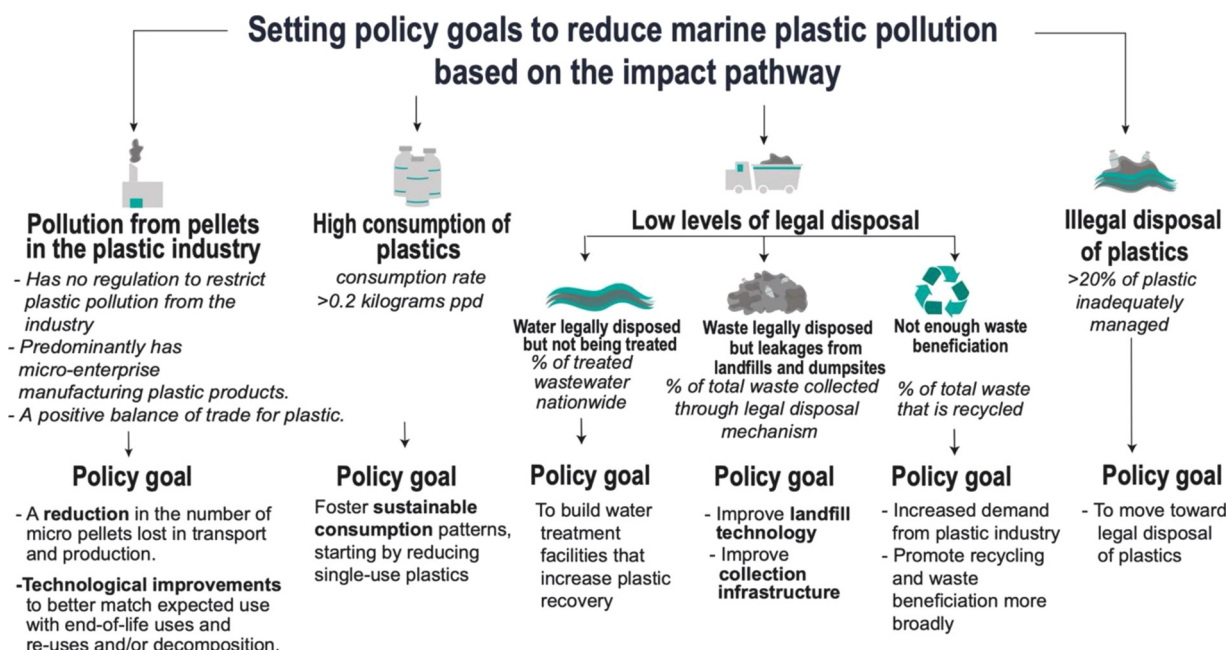 Setting policy goals to reduce marine plastic pollution
based on the impact pathway
Pollution from pellets
in the plastic industry
- Has no regulation to restrict
plastic pollution from the
industry
- Predominantly has
micro-enterprise
manufacturing plastic products.
- A positive balance of trade for plastic.
Policy goal
- A reduction in the number of
micro pellets lost in transport
and production.
-Technological improvements
to better match expected use
with end-of-life uses and
re-uses and/or decomposition.
High consumption of
plastics
consumption rate
>0.2 kilograms ppd
Policy goal
Foster sustainable
consumption patterns,
starting by reducing
single-use plastics
Low levels of legal disposal
Water legally disposed
but not being treated
% of treated
wastewater
nationwide
Policy goal
To build water
treatment
facilities that
increase plastic
recovery
Waste legally disposed
but leakages from
landfills and dumpsites
% of total waste collected
through legal disposal
mechanism
Policy goal
- Improve landfill
technology
- Improve
collection
infrastructure
Not enough waste
beneficiation
% of total waste
that is recycled
Policy goal
- Increased demand
from plastic industry
- Promote recycling
and waste
beneficiation more
broadly
Illegal disposal
of plastics
>20% of plastic
inadequately
managed
Policy goal
- To move toward
legal disposal
of plastics